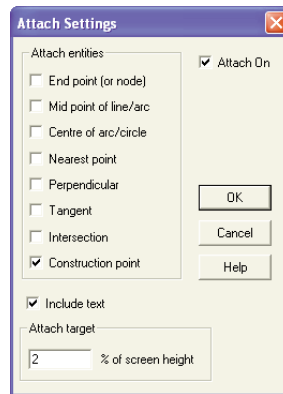 Attach Settings
Attach entities
End point (or node)
Mid point of line/arc
Centre of arc/circle
Nearest point
Perpendicular
Tangent
Intersection
Construction point
Attach On
OK
Cancel
Help
Include text
Attach target
2 % of screen height